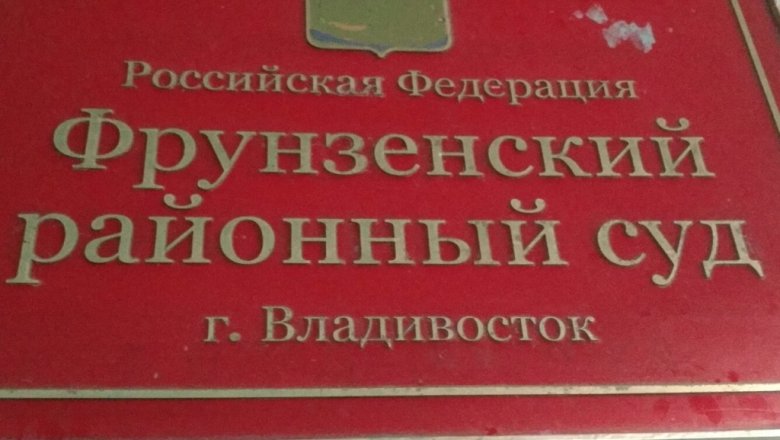 Российская Федерация
Фрунзенский
районный суд
г. Владивосток